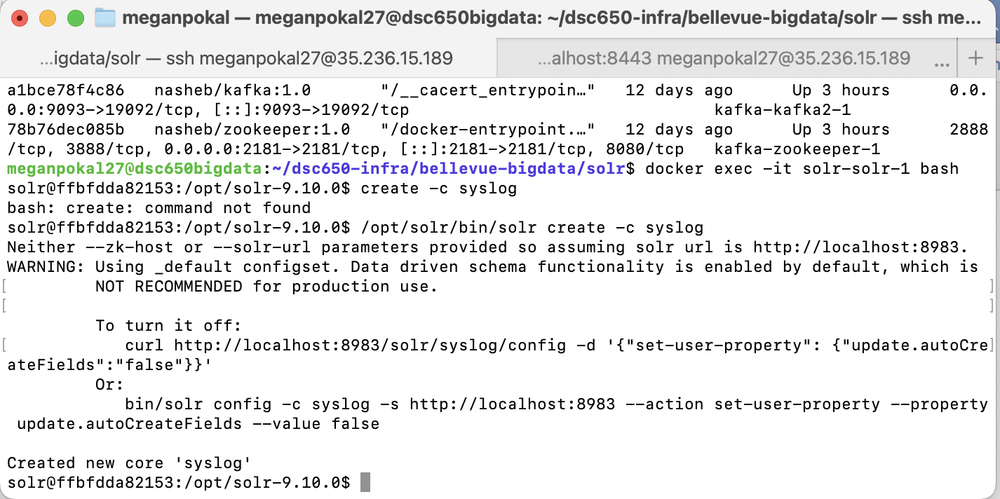 meganpokal — meganpokal27@dsc650bigdata: ~/dsc650-infra/bellevue-bigdata/solr — ssh me...
...igdata/solr — ssh meganpokal27@35.236.15.189
...alhost:8443 meganpokal27@35.236.15.189 ... +
a1bce78f4c86   nasheb/kafka:1.0       "/__cacert_entrypoin…"   12 days ago      Up 3 hours      0.0.
0.0:9093->19092/tcp, [::]:9093->19092/tcp                               kafka-kafka2-1
78b76dec085b   nasheb/zookeeper:1.0   "/docker-entrypoint.…"   12 days ago      Up 3 hours      2888
/tcp, 3888/tcp, 0.0.0.0:2181->2181/tcp, [::]:2181->2181/tcp, 8080/tcp   kafka-zookeeper-1
meganpokal27@dsc650bigdata:~/dsc650-infra/bellevue-bigdata/solr$ docker exec -it solr-solr-1 bash
solr@ffbfdda82153:/opt/solr-9.10.0$ create -c syslog
bash: create: command not found
solr@ffbfdda82153:/opt/solr-9.10.0$ /opt/solr/bin/solr create -c syslog
Neither --zk-host or --solr-url parameters provided so assuming solr url is http://localhost:8983.
WARNING: Using _default configset. Data driven schema functionality is enabled by default, which is
[        NOT RECOMMENDED for production use.                                                        ]
[                                                                                                   ]
         To turn it off:
[           curl http://localhost:8983/solr/syslog/config -d '{"set-user-property": {"update.autoCre]
ateFields":"false"}}'
         Or:
            bin/solr config -c syslog -s http://localhost:8983 --action set-user-property --property
 update.autoCreateFields --value false
Created new core 'syslog'
solr@ffbfdda82153:/opt/solr-9.10.0$